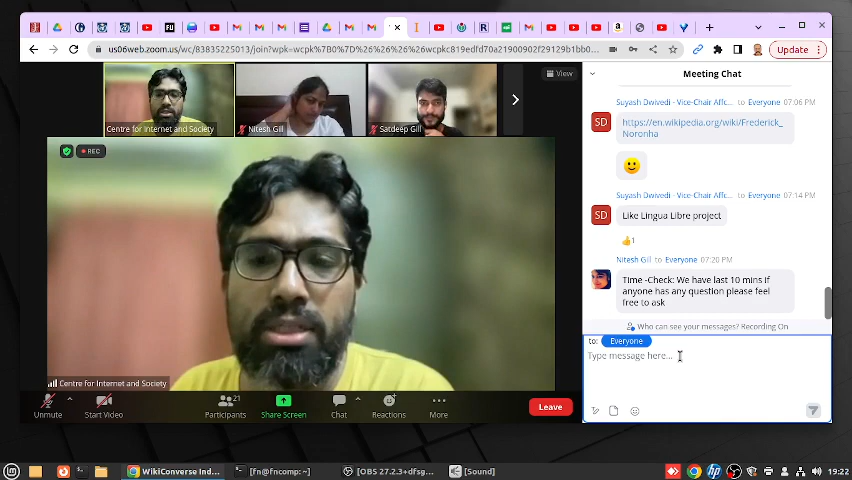 us06web.zoom.us/wc/83835225013/join?wpk=wcpk%0B%7D%26%26%26%26wcpkc819edfd70a21900902f29129b1bb0...
Update
View
Centre for Internet and Society
Nitesh Gill
Satdeep Gill
REC
Centre for Internet and Society
Unmute
Start Video
21
Participants
Share Screen
Chat
Reactions
More
Leave
Meeting Chat
Suyash Dwivedi - Vice-Chair Affc... to Everyone 07:06 PM
SD
https://en.wikipedia.org/wiki/Frederick_
Noronha
Suyash Dwivedi - Vice-Chair Affc... to Everyone 07:14 PM
SD
Like Lingua Libre project
1
Nitesh Gill to Everyone 07:20 PM
Time -Check: We have last 10 mins if
anyone has any question please feel
free to ask
Who can see your messages? Recording On
to: Everyone
Type message here...
WikiConverse Ind...
[fn@fncomp:~]
[OBS 27.2.3+dfsg...
[Sound]
19:22